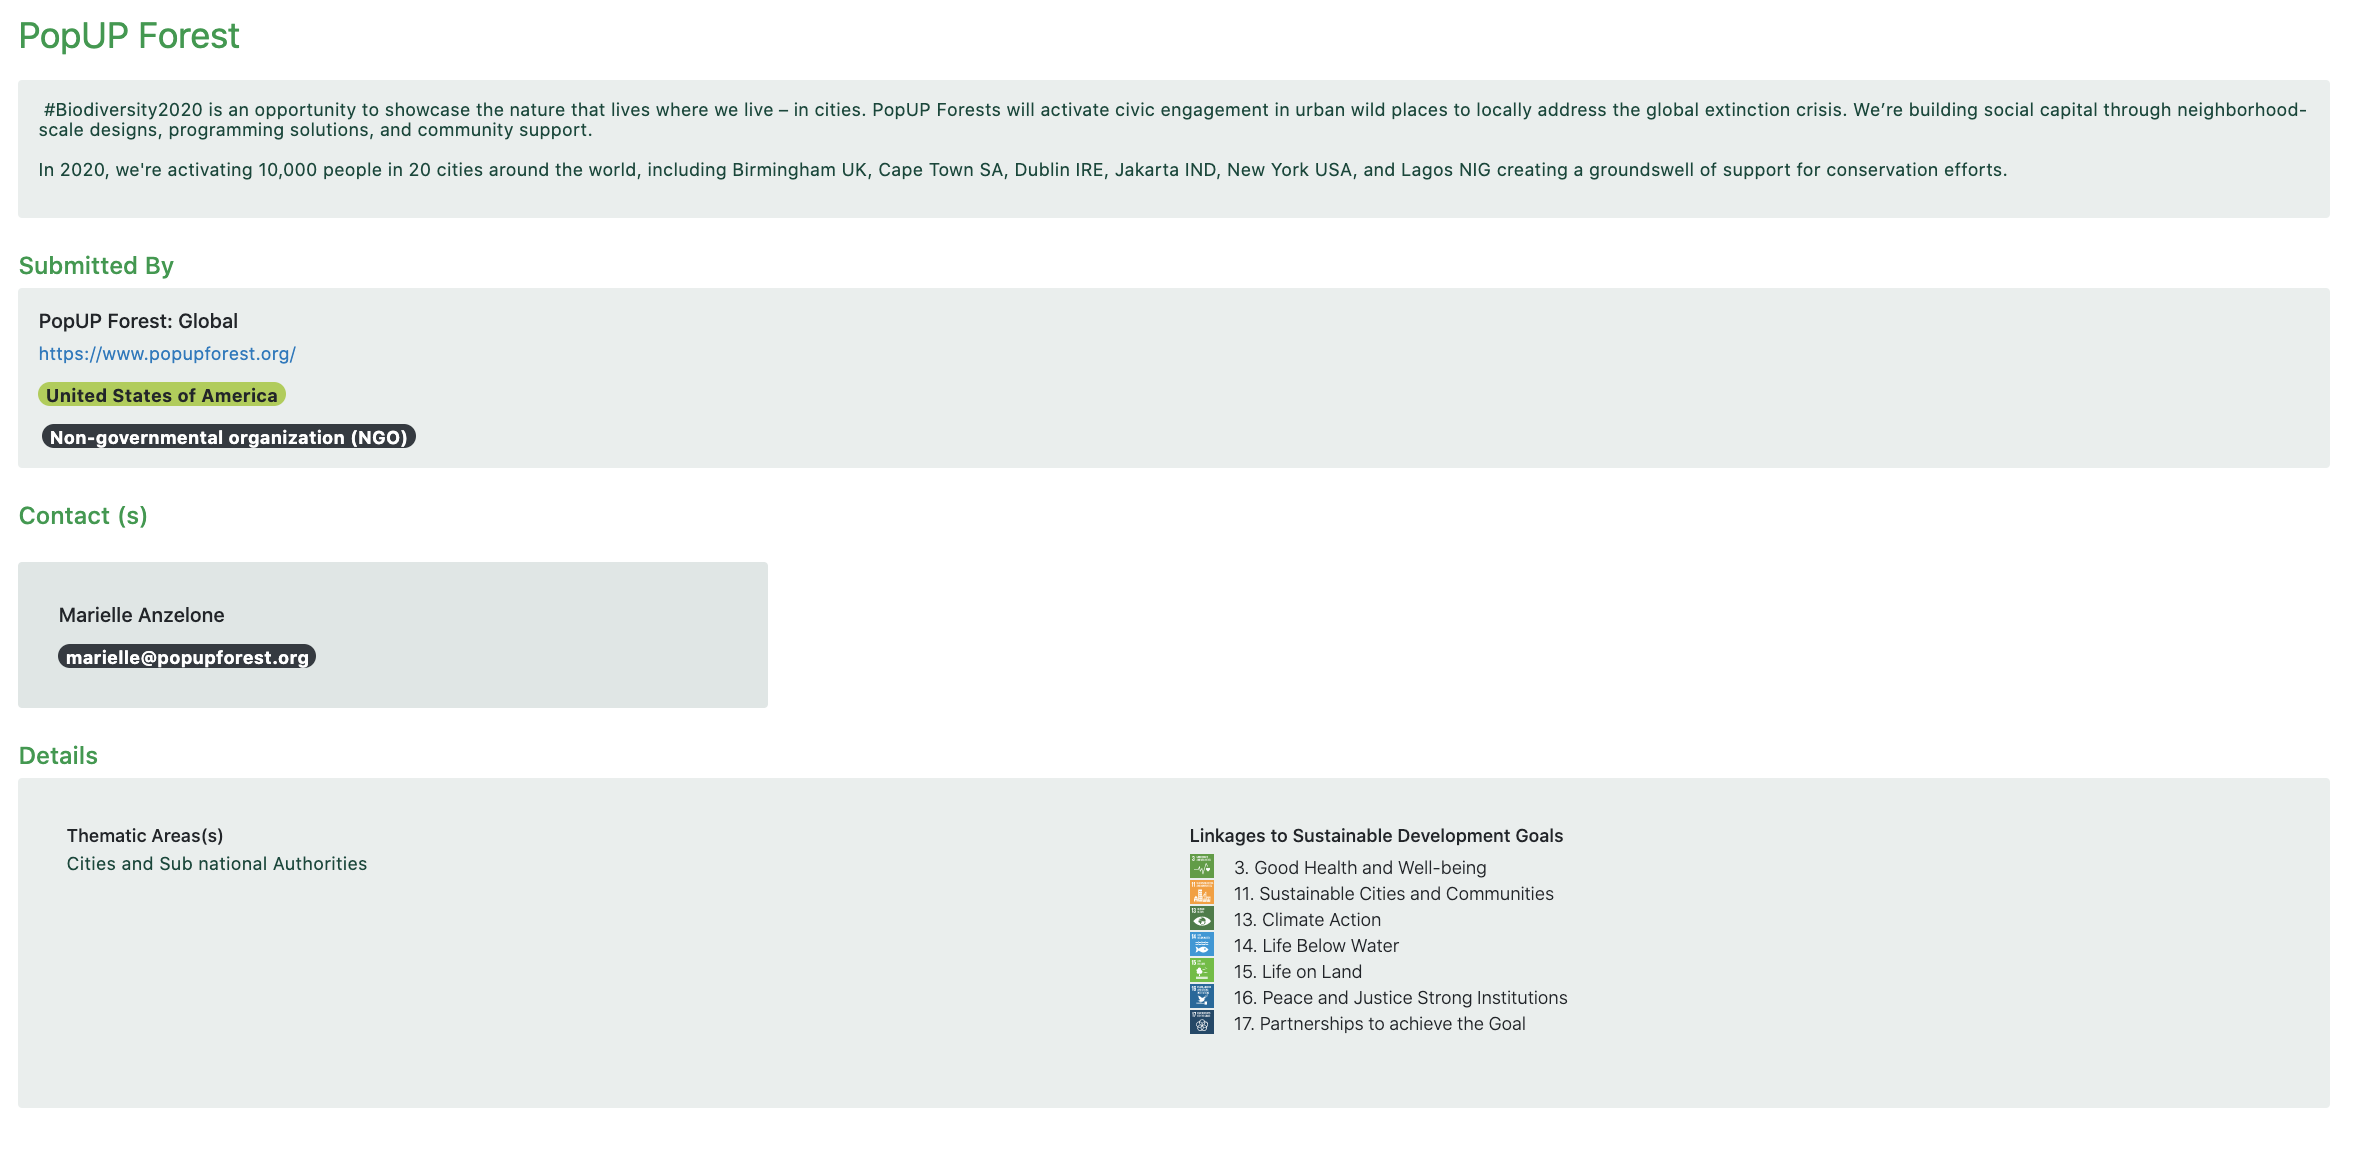 PopUP Forest
#Biodiversity2020 is an opportunity to showcase the nature that lives where we live – in cities. PopUP Forests will activate civic engagement in urban wild places to locally address the global extinction crisis. We’re building social capital through neighborhood-
scale designs, programming solutions, and community support.
In 2020, we're activating 10,000 people in 20 cities around the world, including Birmingham UK, Cape Town SA, Dublin IRE, Jakarta IND, New York USA, and Lagos NIG creating a groundswell of support for conservation efforts.
Submitted By
PopUP Forest: Global
https://www.popupforest.org/
United States of America
Non-governmental organization (NGO)
Contact (s)
Marielle Anzelone
marielle@popupforest.org
Details
Thematic Areas(s)
Cities and Sub national Authorities
Linkages to Sustainable Development Goals
3. Good Health and Well-being
11. Sustainable Cities and Communities
13. Climate Action
14. Life Below Water
15. Life on Land
16. Peace and Justice Strong Institutions
17. Partnerships to achieve the Goal